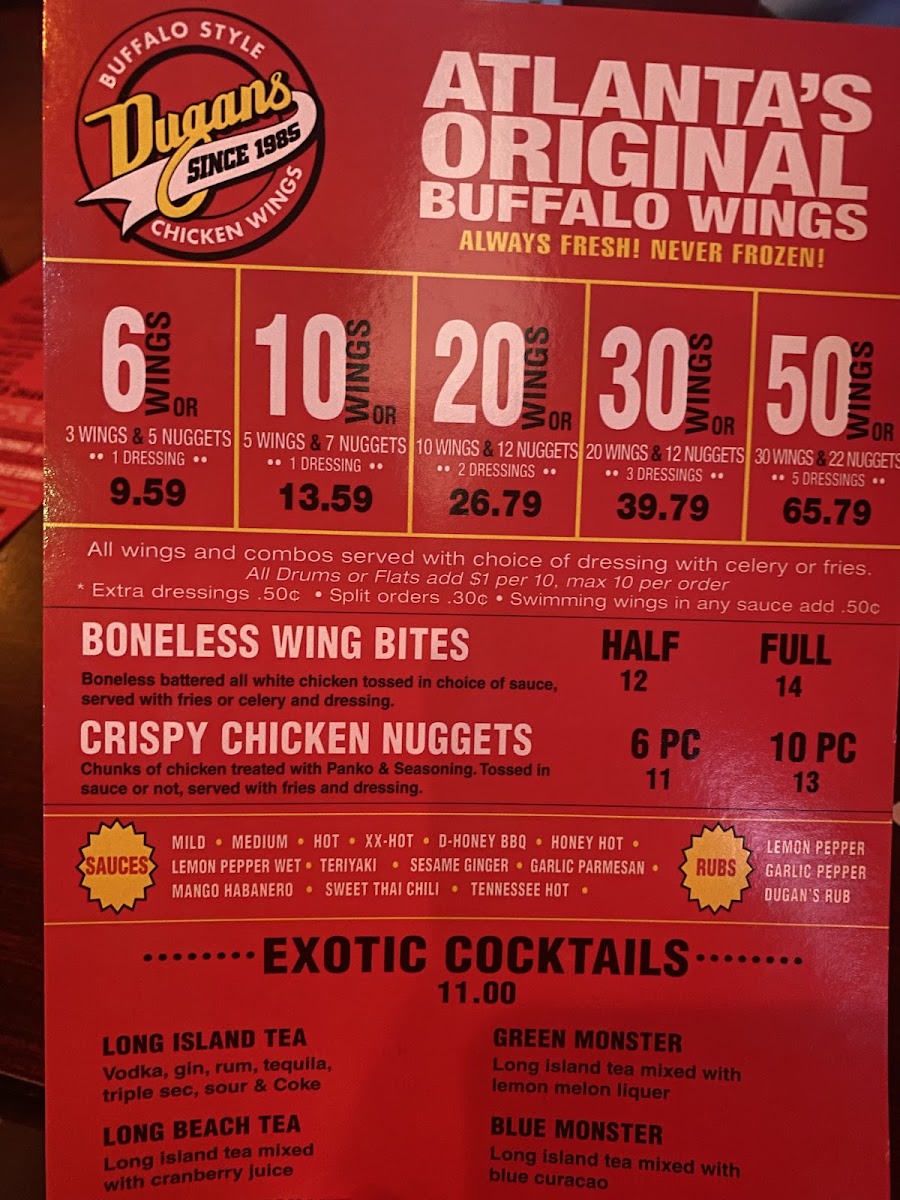 BUFFALO STYLE
Dugans
SINCE 1985
CHICKEN WINGS
ATLANTA'S
ORIGINAL
BUFFALO WINGS
ALWAYS FRESH! NEVER FROZEN!
6 WINGS OR
3 WINGS & 5 NUGGETS
•• 1 DRESSING ••
9.59
10 WINGS OR
5 WINGS & 7 NUGGETS
•• 1 DRESSING ••
13.59
20 WINGS OR
10 WINGS & 12 NUGGETS
•• 2 DRESSINGS ••
26.79
30 WINGS OR
20 WINGS & 12 NUGGETS
•• 3 DRESSINGS ••
39.79
50 WINGS OR
30 WINGS & 22 NUGGETS
•• 5 DRESSINGS ••
65.79
All wings and combos served with choice of dressing with celery or fries.
All Drums or Flats add $1 per 10, max 10 per order
* Extra dressings .50¢ • Split orders .30¢ • Swimming wings in any sauce add .50¢
BONELESS WING BITES HALF FULL
Boneless battered all white chicken tossed in choice of sauce, 12 14
served with fries or celery and dressing.
CRISPY CHICKEN NUGGETS 6 PC 10 PC
Chunks of chicken treated with Panko & Seasoning. Tossed in 11 13
sauce or not, served with fries and dressing.
SAUCES
MILD • MEDIUM • HOT • XX-HOT • D-HONEY BBQ • HONEY HOT •
LEMON PEPPER WET • TERIYAKI • SESAME GINGER • GARLIC PARMESAN •
MANGO HABANERO • SWEET THAI CHILI • TENNESSEE HOT •
RUBS
LEMON PEPPER
GARLIC PEPPER
DUGAN'S RUB
EXOTIC COCKTAILS
11.00
LONG ISLAND TEA
Vodka, gin, rum, tequila,
triple sec, sour & Coke
LONG BEACH TEA
Long island tea mixed
with cranberry juice
GREEN MONSTER
Long island tea mixed with
lemon melon liquer
BLUE MONSTER
Long island tea mixed with
blue curacao